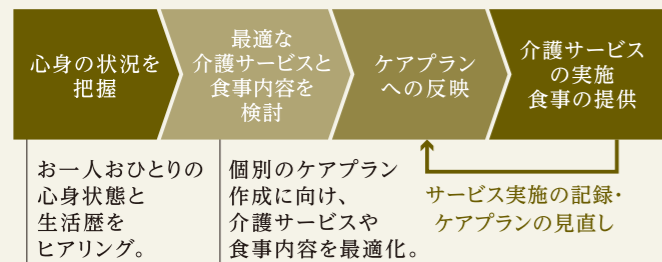 心身の状況を
把握
最適な
介護サービスと
食事内容を
検討
ケアプラン
への反映
介護サービス
の実施
食事の提供
お一人おひとりの
心身状態と
生活歴を
ヒアリング。
個別のケアプラン
作成に向け、
介護サービスや
食事内容を最適化。
サービス実施の記録・
ケアプランの見直し